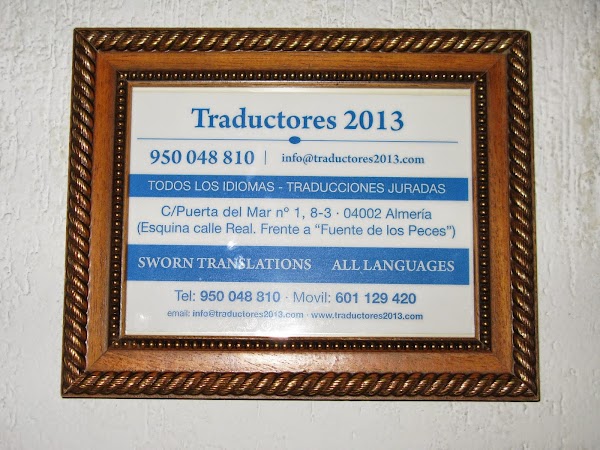 Traductores 2013
950 048 810 | info@traductores2013.com
TODOS LOS IDIOMAS - TRADUCCIONES JURADAS
C/Puerta del Mar nº 1, 8-3 · 04002 Almería
(Esquina calle Real. Frente a “Fuente de los Peces”)
SWORN TRANSLATIONS ALL LANGUAGES
Tel: 950 048 810 · Movil: 601 129 420
email: info@traductores2013.com · www.traductores2013.com